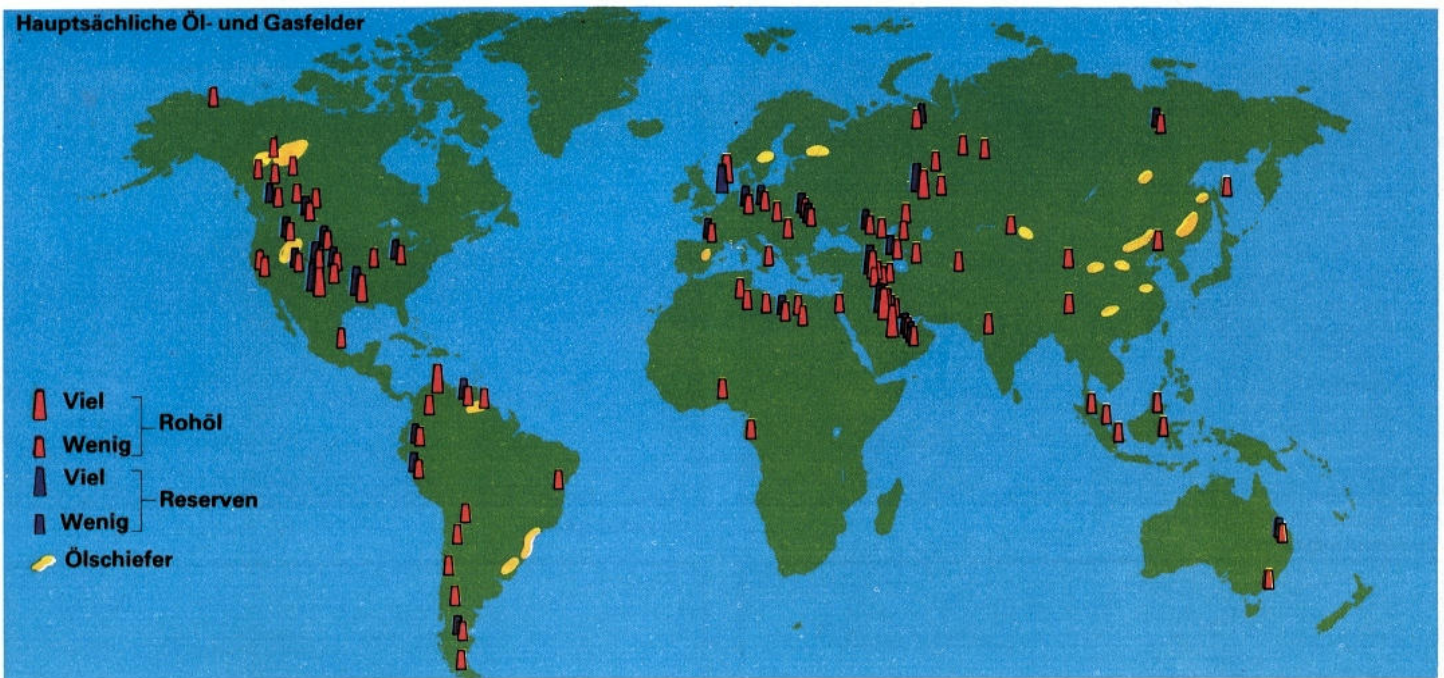 Hauptsächliche Öl- und Gasfelder
Viel
Rohöl
Wenig
Viel
Reserven
Wenig
Ölschiefer